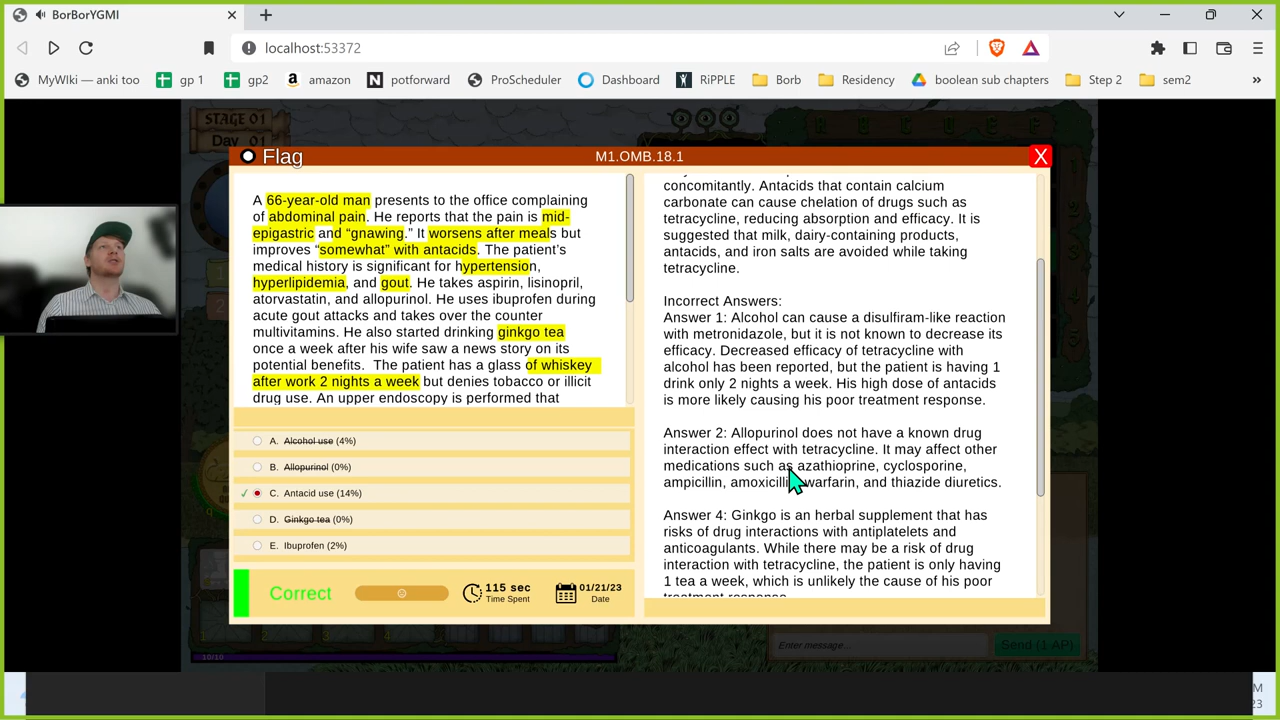 BorBorYGMI
localhost:53372
MyWIki — anki too
gp 1
gp2
amazon
potforward
ProScheduler
Dashboard
RiPPLE
Borb
Residency
boolean sub chapters
Step 2
sem2
STAGE 01
Day 01
Flag
M1.OMB.18.1
X
A 66-year-old man presents to the office complaining
of abdominal pain. He reports that the pain is mid-
epigastric and “gnawing.” It worsens after meals but
improves “somewhat” with antacids. The patient’s
medical history is significant for hypertension,
hyperlipidemia, and gout. He takes aspirin, lisinopril,
atorvastatin, and allopurinol. He uses ibuprofen during
acute gout attacks and takes over the counter
multivitamins. He also started drinking ginkgo tea
once a week after his wife saw a news story on its
potential benefits. The patient has a glass of whiskey
after work 2 nights a week but denies tobacco or illicit
drug use. An upper endoscopy is performed that
A. Alcohol use (4%)
B. Allopurinol (0%)
C. Antacid use (14%)
D. Ginkgo tea (0%)
E. Ibuprofen (2%)
Correct
115 sec
Time Spent
01/21/23
Date
concomitantly. Antacids that contain calcium
carbonate can cause chelation of drugs such as
tetracycline, reducing absorption and efficacy. It is
suggested that milk, dairy-containing products,
antacids, and iron salts are avoided while taking
tetracycline.
Incorrect Answers:
Answer 1: Alcohol can cause a disulfiram-like reaction
with metronidazole, but it is not known to decrease its
efficacy. Decreased efficacy of tetracycline with
alcohol has been reported, but the patient is having 1
drink only 2 nights a week. His high dose of antacids
is more likely causing his poor treatment response.
Answer 2: Allopurinol does not have a known drug
interaction effect with tetracycline. It may affect other
medications such as azathioprine, cyclosporine,
ampicillin, amoxicillin, warfarin, and thiazide diuretics.
Answer 4: Ginkgo is an herbal supplement that has
risks of drug interactions with antiplatelets and
anticoagulants. While there may be a risk of drug
interaction with tetracycline, the patient is only having
1 tea a week, which is unlikely the cause of his poor
treatment response.
Enter message...
Send (1 AP)
10/10
M
23